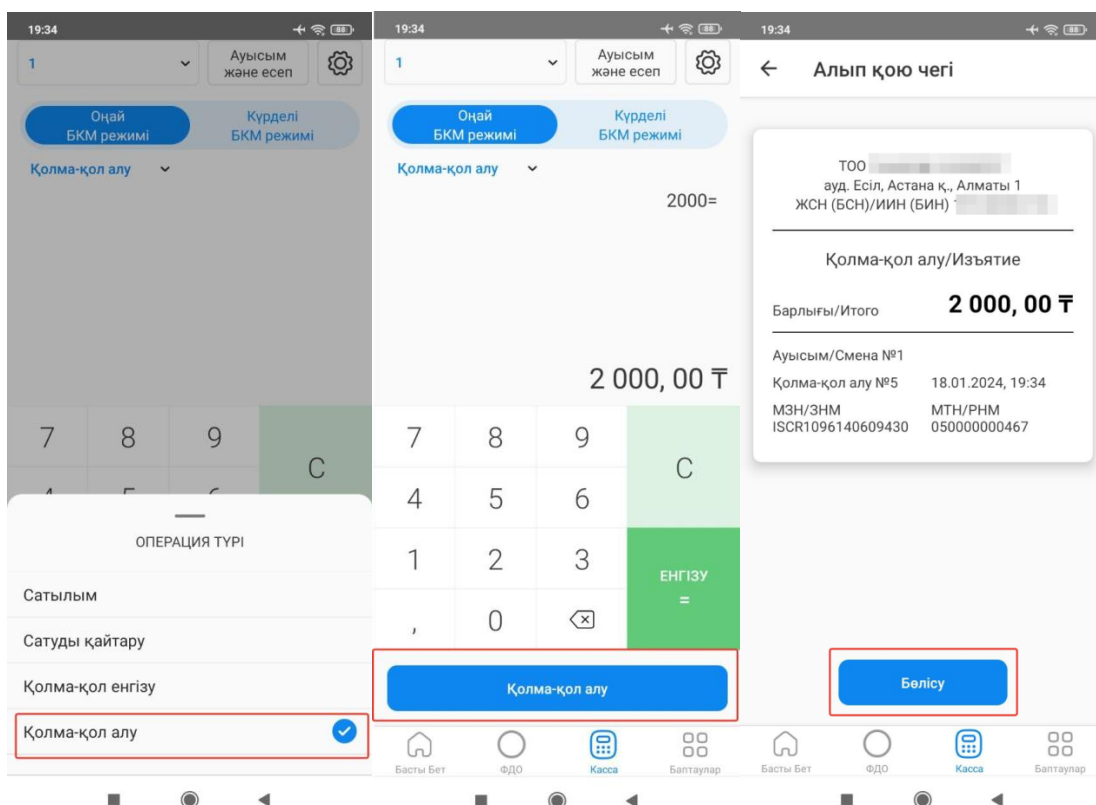 19:34
88
1
Ауысым
және есеп
Оңай
БКМ режимі
Күрделі
БКМ режимі
Қолма-қол алу
7 8 9
C
ОПЕРАЦИЯ ТҮРІ
Сатылым
Сатуды қайтару
Қолма-қол енгізу
Қолма-қол алу
19:34
88
1
Ауысым
және есеп
Оңай
БКМ режимі
Күрделі
БКМ режимі
Қолма-қол алу
2000=
2 000, 00 ₸
7 8 9
C
4 5 6
1 2 3
ЕНГІЗУ
=
, 0
Қолма-қол алу
Басты Бет ФДО Касса Баптаулар
19:34
88
Алып қою чегі
ТОО
ауд. Есіл, Астана қ., Алматы 1
ЖСН (БСН)/ИИН (БИН)
Қолма-қол алу/Изъятие
Барлығы/Итого 2 000, 00 ₸
Ауысым/Смена №1
Қолма-қол алу №5 18.01.2024, 19:34
МЗН/ЗНМ МТН/РНМ
ISCR1096140609430 050000000467
Бөлісу
Басты Бет ФДО Касса Баптаулар